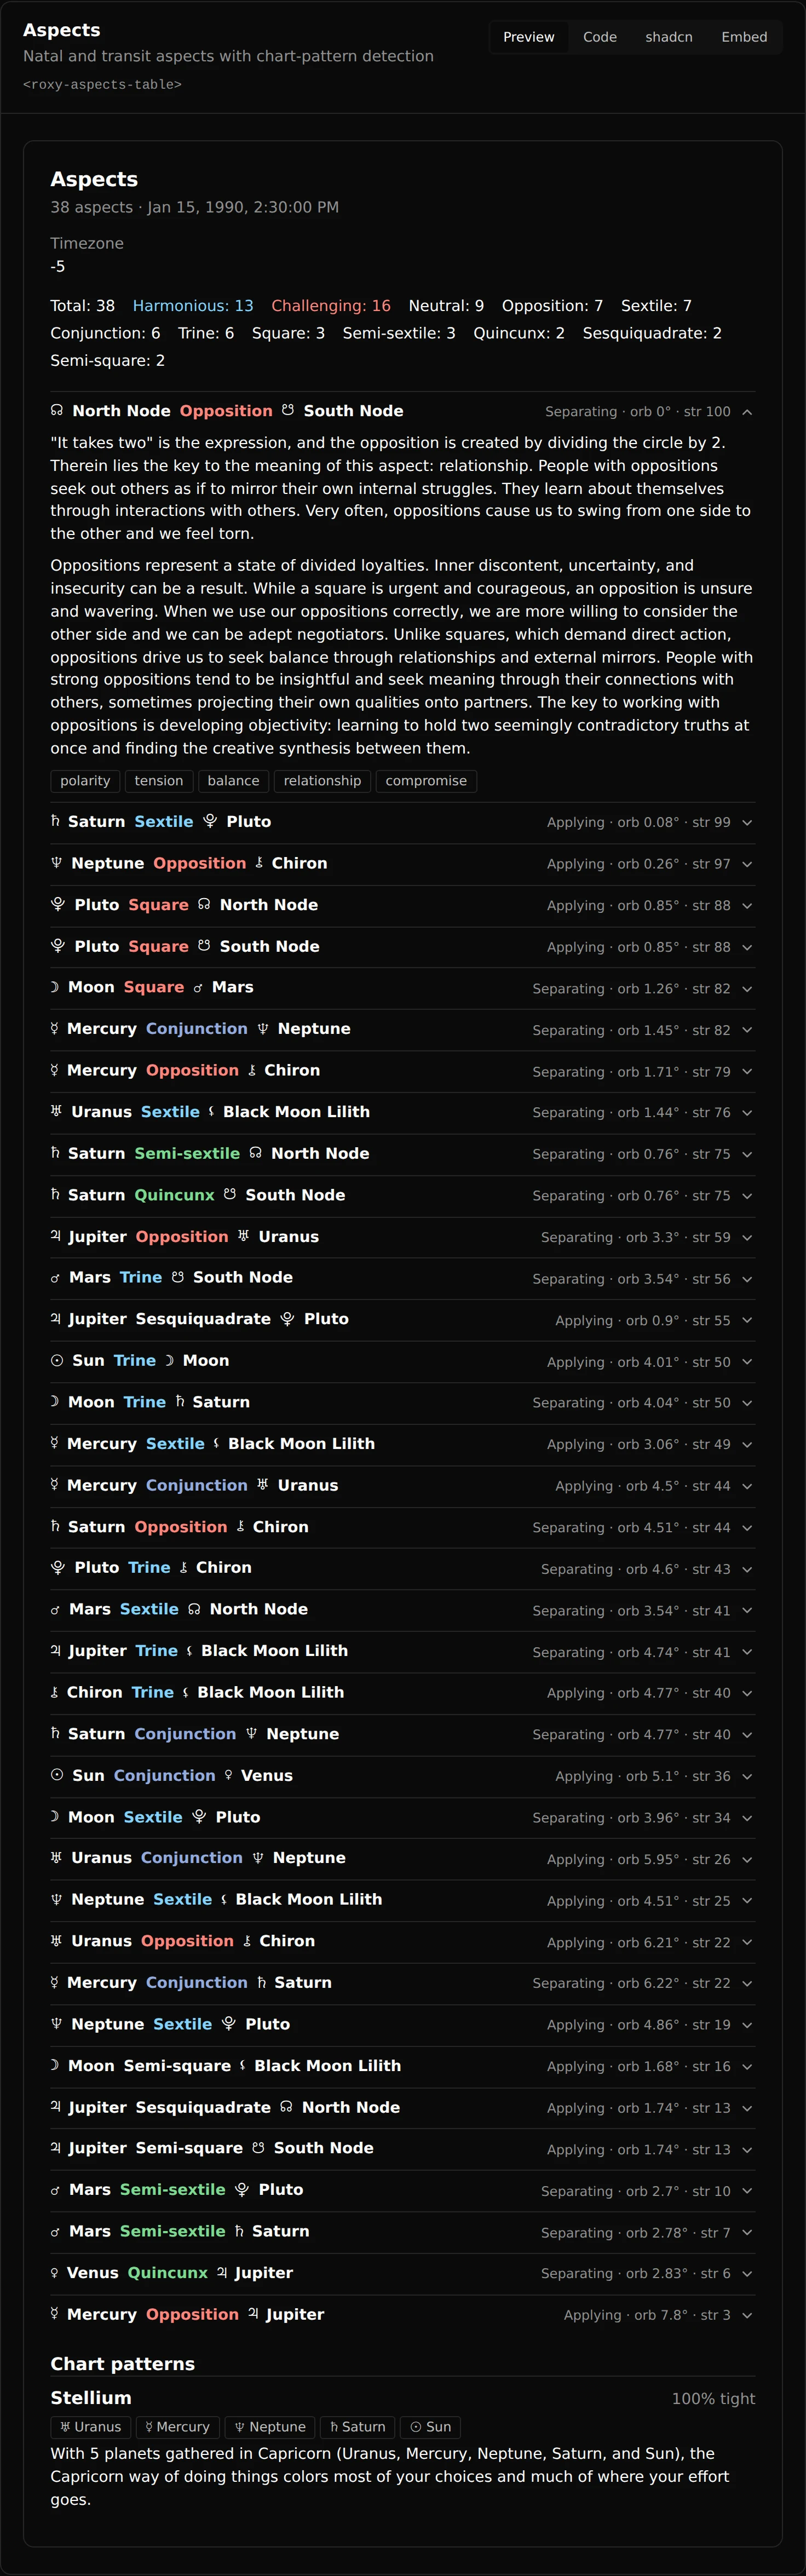 Aspects
Natal and transit aspects with chart-pattern detection
<roxy-aspects-table>
Preview Code shadcn Embed
Aspects
38 aspects · Jan 15, 1990, 2:30:00 PM
Timezone
-5
Total: 38 Harmonious: 13 Challenging: 16 Neutral: 9 Opposition: 7 Sextile: 7
Conjunction: 6 Trine: 6 Square: 3 Semi-sextile: 3 Quincunx: 2 Sesquiquadrate: 2
Semi-square: 2
☊ North Node Opposition ☋ South Node Separating · orb 0° · str 100
"It takes two" is the expression, and the opposition is created by dividing the circle by 2.
Therein lies the key to the meaning of this aspect: relationship. People with oppositions
seek out others as if to mirror their own internal struggles. They learn about themselves
through interactions with others. Very often, oppositions cause us to swing from one side to
the other and we feel torn.
Oppositions represent a state of divided loyalties. Inner discontent, uncertainty, and
insecurity can be a result. While a square is urgent and courageous, an opposition is unsure
and wavering. When we use our oppositions correctly, we are more willing to consider the
other side and we can be adept negotiators. Unlike squares, which demand direct action,
oppositions drive us to seek balance through relationships and external mirrors. People with
strong oppositions tend to be insightful and seek meaning through their connections with
others, sometimes projecting their own qualities onto partners. The key to working with
oppositions is developing objectivity: learning to hold two seemingly contradictory truths at
once and finding the creative synthesis between them.
polarity tension balance relationship compromise
♄ Saturn Sextile ♇ Pluto Applying · orb 0.08° · str 99
♆ Neptune Opposition ⚷ Chiron Applying · orb 0.26° · str 97
♇ Pluto Square ☊ North Node Applying · orb 0.85° · str 88
♇ Pluto Square ☋ South Node Applying · orb 0.85° · str 88
☽ Moon Square ♂ Mars Separating · orb 1.26° · str 82
☿ Mercury Conjunction ♆ Neptune Separating · orb 1.45° · str 82
☿ Mercury Opposition ⚷ Chiron Separating · orb 1.71° · str 79
♅ Uranus Sextile ⚸ Black Moon Lilith Separating · orb 1.44° · str 76
♄ Saturn Semi-sextile ☊ North Node Separating · orb 0.76° · str 75
♄ Saturn Quincunx ☋ South Node Separating · orb 0.76° · str 75
♃ Jupiter Opposition ♅ Uranus Separating · orb 3.3° · str 59
♂ Mars Trine ☋ South Node Separating · orb 3.54° · str 56
♃ Jupiter Sesquiquadrate ♇ Pluto Applying · orb 0.9° · str 55
☉ Sun Trine ☽ Moon Applying · orb 4.01° · str 50
☽ Moon Trine ♄ Saturn Separating · orb 4.04° · str 50
☿ Mercury Sextile ⚸ Black Moon Lilith Applying · orb 3.06° · str 49
☿ Mercury Conjunction ♅ Uranus Applying · orb 4.5° · str 44
♄ Saturn Opposition ⚷ Chiron Separating · orb 4.51° · str 44
♇ Pluto Trine ⚷ Chiron Separating · orb 4.6° · str 43
♂ Mars Sextile ☊ North Node Separating · orb 3.54° · str 41
♃ Jupiter Trine ⚸ Black Moon Lilith Separating · orb 4.74° · str 41
⚷ Chiron Trine ⚸ Black Moon Lilith Applying · orb 4.77° · str 40
♄ Saturn Conjunction ♆ Neptune Separating · orb 4.77° · str 40
☉ Sun Conjunction ♀ Venus Applying · orb 5.1° · str 36
☽ Moon Sextile ♇ Pluto Separating · orb 3.96° · str 34
♅ Uranus Conjunction ♆ Neptune Applying · orb 5.95° · str 26
♆ Neptune Sextile ⚸ Black Moon Lilith Applying · orb 4.51° · str 25
♅ Uranus Opposition ⚷ Chiron Applying · orb 6.21° · str 22
☿ Mercury Conjunction ♄ Saturn Separating · orb 6.22° · str 22
♆ Neptune Sextile ♇ Pluto Applying · orb 4.86° · str 19
☽ Moon Semi-square ⚸ Black Moon Lilith Applying · orb 1.68° · str 16
♃ Jupiter Sesquiquadrate ☊ North Node Applying · orb 1.74° · str 13
♃ Jupiter Semi-square ☋ South Node Applying · orb 1.74° · str 13
♂ Mars Semi-sextile ♇ Pluto Separating · orb 2.7° · str 10
♂ Mars Semi-sextile ♄ Saturn Separating · orb 2.78° · str 7
♀ Venus Quincunx ♃ Jupiter Separating · orb 2.83° · str 6
☿ Mercury Opposition ♃ Jupiter Applying · orb 7.8° · str 3
Chart patterns
Stellium 100% tight
♅ Uranus ☿ Mercury ♆ Neptune ♄ Saturn ☉ Sun
With 5 planets gathered in Capricorn (Uranus, Mercury, Neptune, Saturn, and Sun), the
Capricorn way of doing things colors most of your choices and much of where your effort
goes.